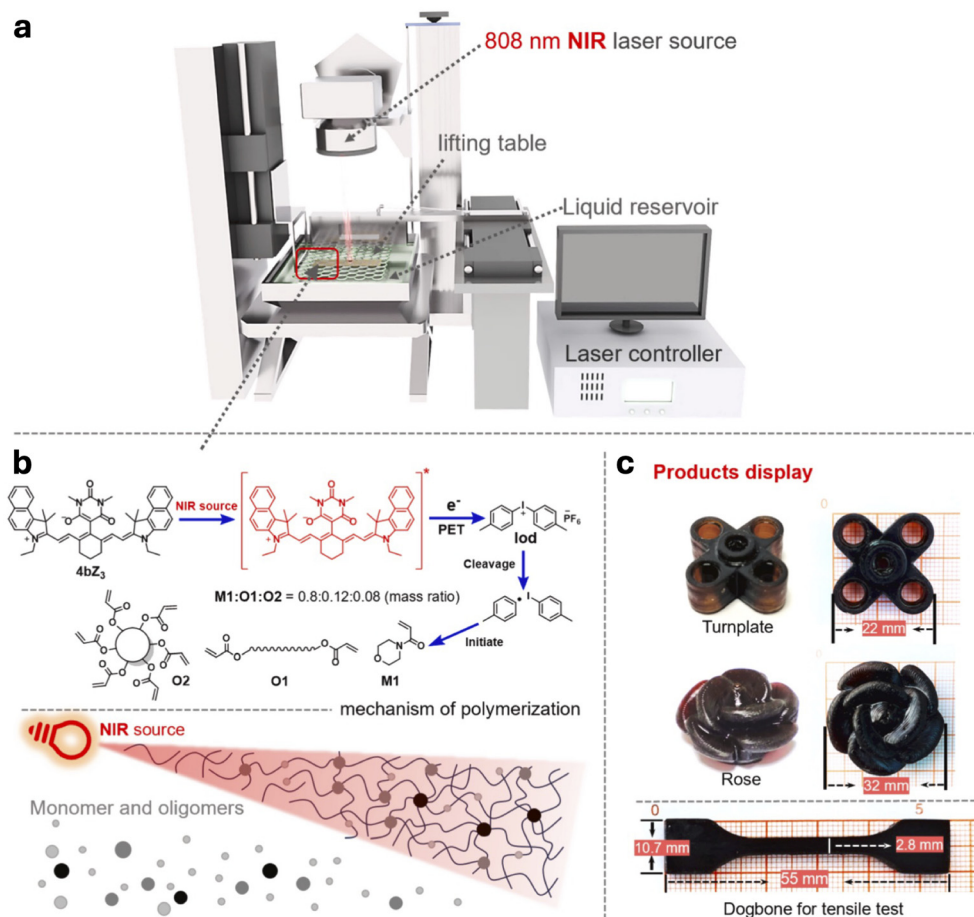 a
808 nm NIR laser source
lifting table
Liquid reservoir
Laser controller
b
NIR source
*
e-
PET
4bZ3
Iod
PF6
Cleavage
M1:O1:O2 = 0.8:0.12:0.08 (mass ratio)
Initiate
O2
O1
M1
mechanism of polymerization
NIR source
Monomer and oligomers
c
Products display
0
Turnplate
22 mm
0
Rose
32 mm
0
5
10.7 mm
2.8 mm
55 mm
Dogbone for tensile test